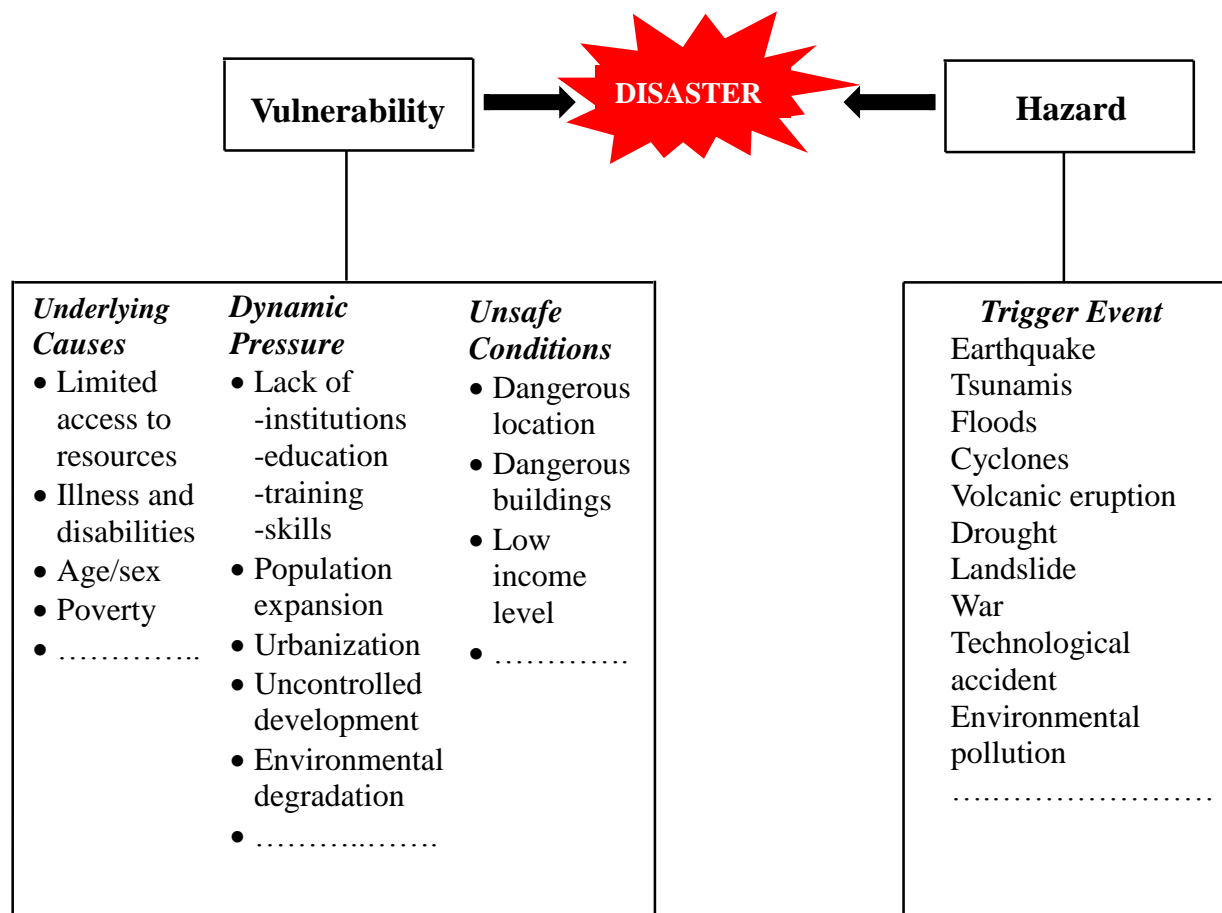 Vulnerability
DISASTER
Hazard
Underlying
Causes
• Limited
access to
resources
• Illness and
disabilities
• Age/sex
• Poverty
• …………..
Dynamic
Pressure
• Lack of
-institutions
-education
-training
-skills
• Population
expansion
• Urbanization
• Uncontrolled
development
• Environmental
degradation
• ………..…….
Unsafe
Conditions
• Dangerous
location
• Dangerous
buildings
• Low
income
level
• ………….
Trigger Event
Earthquake
Tsunamis
Floods
Cyclones
Volcanic eruption
Drought
Landslide
War
Technological
accident
Environmental
pollution
….…………………